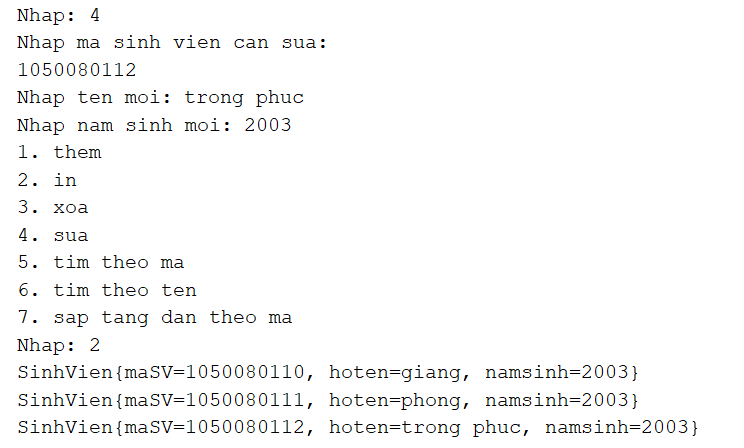 Nhap: 4
Nhap ma sinh vien can sua:
1050080112
Nhap ten moi: trong phuc
Nhap nam sinh moi: 2003
1. them
2. in
3. xoa
4. sua
5. tim theo ma
6. tim theo ten
7. sap tang dan theo ma
Nhap: 2
SinhVien{maSV=1050080110, hoten=giang, namsinh=2003}
SinhVien{maSV=1050080111, hoten=phong, namsinh=2003}
SinhVien{maSV=1050080112, hoten=trong phuc, namsinh=2003}